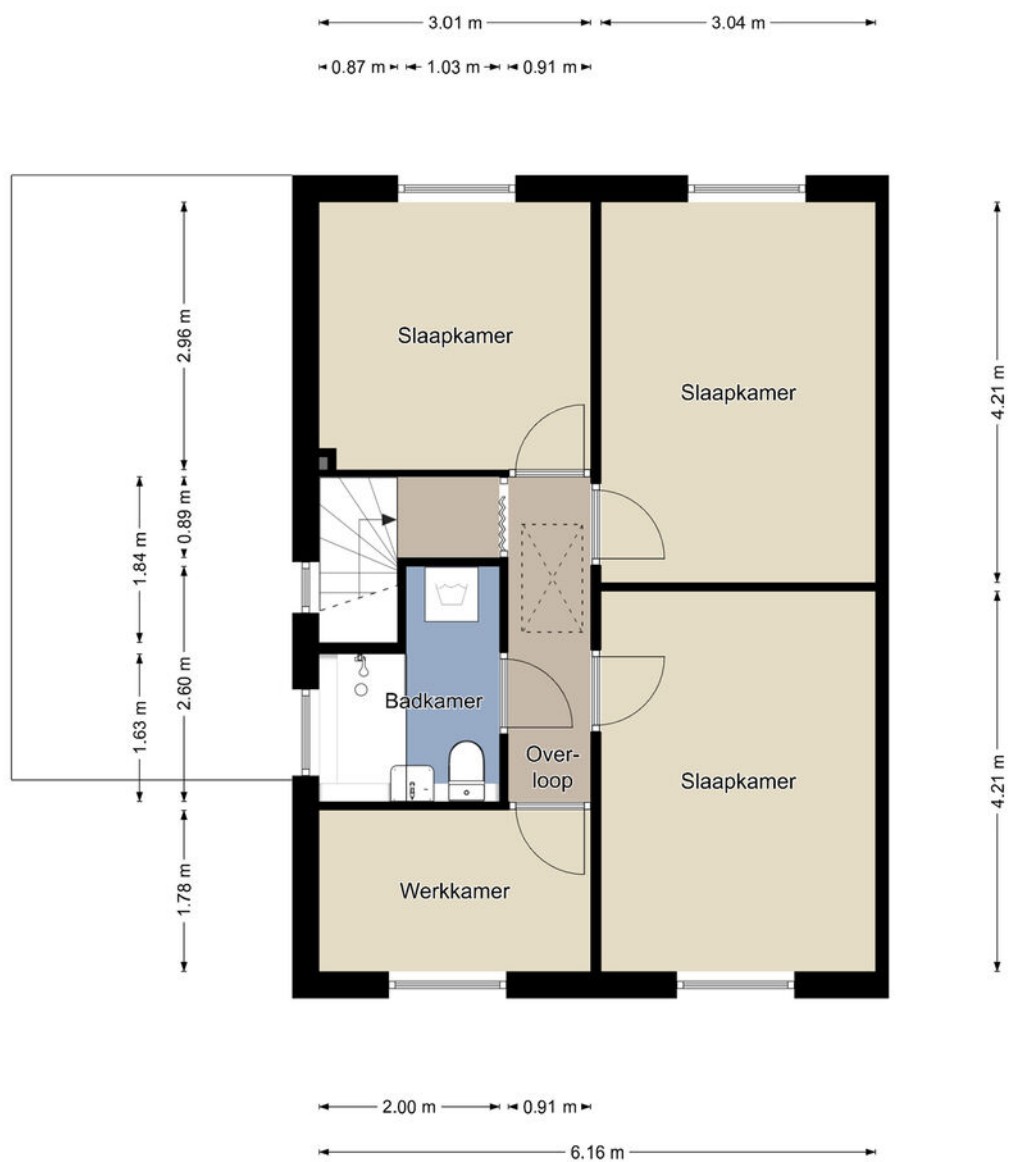 3.01 m
3.04 m
0.87 m
1.03 m
0.91 m
2.96 m
0.89 m
1.84 m
2.60 m
1.63 m
1.78 m
Slaapkamer
Slaapkamer
4.21 m
Badkamer
Over-
loop
Slaapkamer
4.21 m
Werkkamer
2.00 m
0.91 m
6.16 m